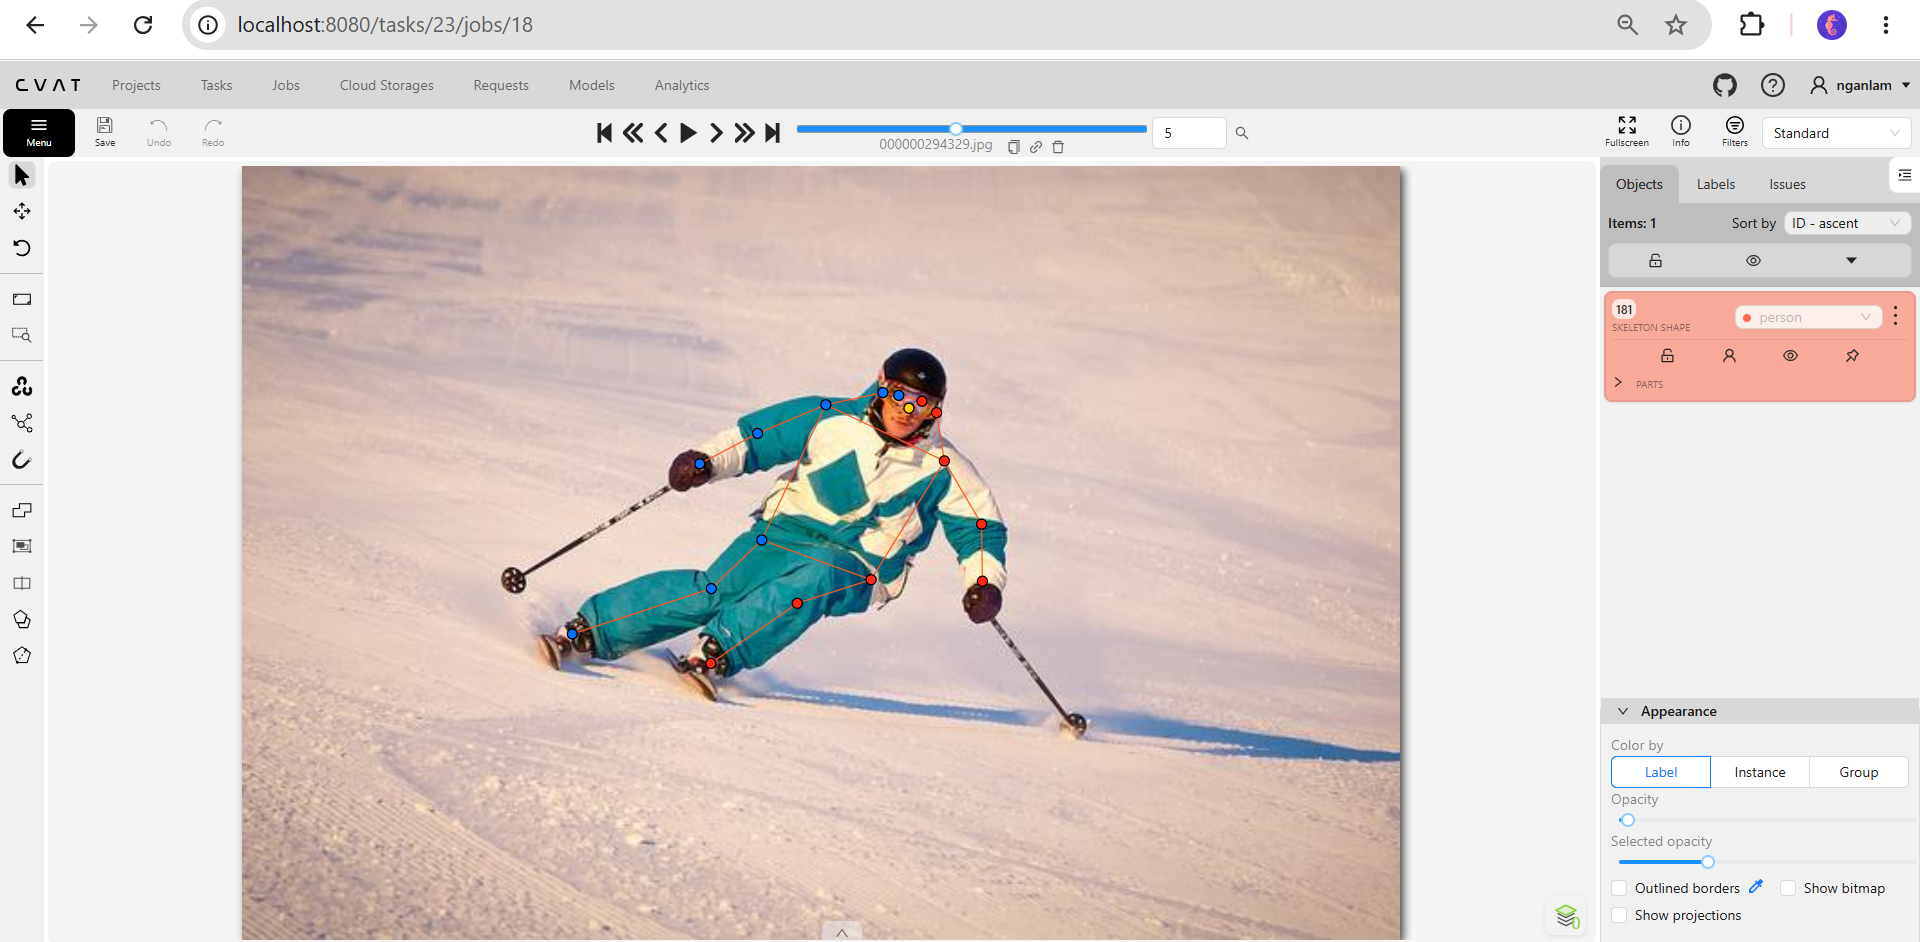 localhost:8080/tasks/23/jobs/18
CVAT Projects Tasks Jobs Cloud Storages Requests Models Analytics nganlam
Menu Save Undo Redo 5 Fullscreen Info Filters Standard
000000294329.jpg
Objects Labels Issues
Items: 1 Sort by ID - ascent
181 person
SKELETON SHAPE
PARTS
Appearance
Color by
Label Instance Group
Opacity
Selected opacity
Outlined borders Show bitmap
Show projections
0